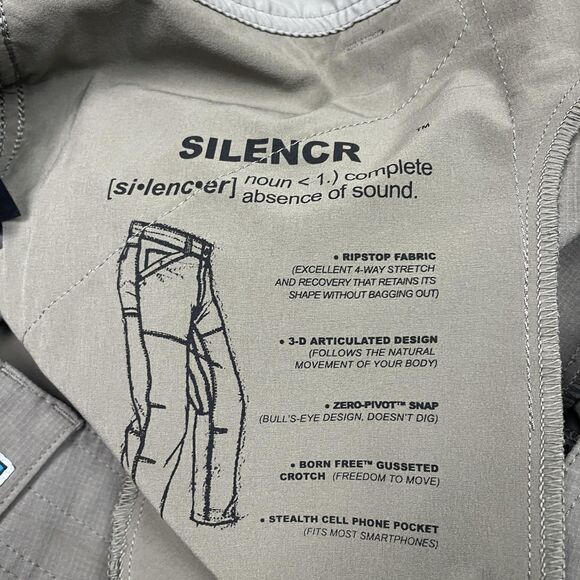 SILENCR ™
[si•lenc•er] noun < 1.) complete
absence of sound.
• RIPSTOP FABRIC
(EXCELLENT 4-WAY STRETCH
AND RECOVERY THAT RETAINS ITS
SHAPE WITHOUT BAGGING OUT)
• 3-D ARTICULATED DESIGN
(FOLLOWS THE NATURAL
MOVEMENT OF YOUR BODY)
• ZERO-PIVOT™ SNAP
(BULL'S-EYE DESIGN, DOESN'T DIG)
• BORN FREE™ GUSSETED
CROTCH (FREEDOM TO MOVE)
• STEALTH CELL PHONE POCKET
(FITS MOST SMARTPHONES)